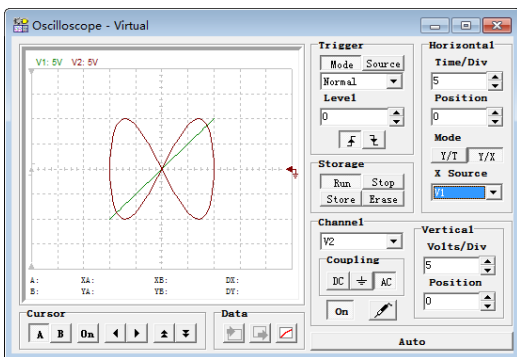 Oscilloscope - Virtual
V1: 5V V2: 5V
A: XA: XB: DX:
B: YA: YB: DY:
Cursor
A B On
Data
Trigger
Mode Source
Normal
Level
0
Storage
Run Stop
Store Erase
Channel
V2
Coupling
DC AC
On
Horizontal
Time/Div
5
Position
0
Mode
Y/T Y/X
X Source
V1
Vertical
Volts/Div
5
Position
0
Auto